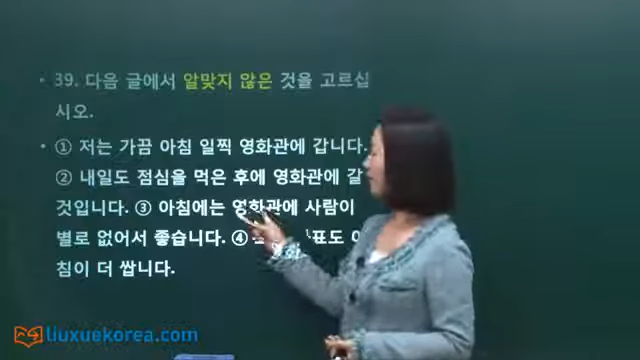 • 39. 다음 글에서 알맞지 않은 것을 고르십
시오.
• ① 저는 가끔 아침 일찍 영화관에 갑니다.
② 내일도 점심을 먹은 후에 영화관에 갈
것입니다. ③ 아침에는 영화관에 사람이
별로 없어서 좋습니다. ④
침이 더 쌉니다.
liuxuekorea.com